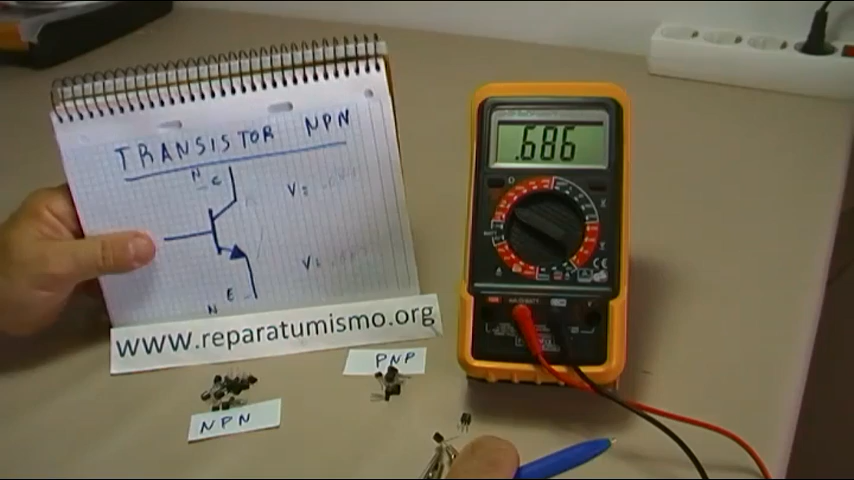 TRANSISTOR NPN
N
C
V=
V=
E
N
www.reparatumismo.org
PNP
NPN
.686